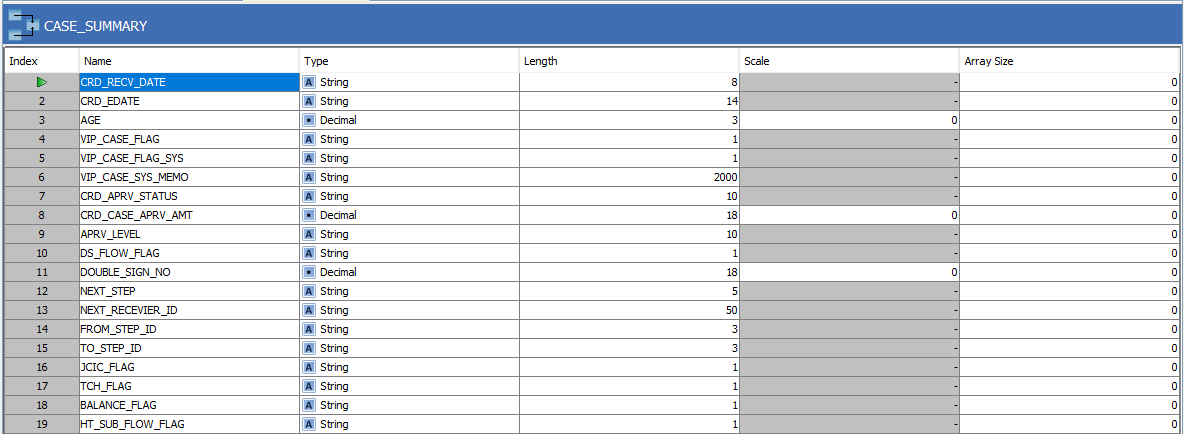 CASE_SUMMARY
Index Name Type Length Scale Array Size
CRD_RECV_DATE A String 8 - 0
2 CRD_EDATE A String 14 - 0
3 AGE Decimal 3 0 0
4 VIP_CASE_FLAG A String 1 - 0
5 VIP_CASE_FLAG_SYS A String 1 - 0
6 VIP_CASE_SYS_MEMO A String 2000 - 0
7 CRD_APRV_STATUS A String 10 - 0
8 CRD_CASE_APRV_AMT Decimal 18 0 0
9 APRV_LEVEL A String 10 - 0
10 DS_FLOW_FLAG A String 1 - 0
11 DOUBLE_SIGN_NO Decimal 18 0 0
12 NEXT_STEP A String 5 - 0
13 NEXT_RECEVIER_ID A String 50 - 0
14 FROM_STEP_ID A String 3 - 0
15 TO_STEP_ID A String 3 - 0
16 JCIC_FLAG A String 1 - 0
17 TCH_FLAG A String 1 - 0
18 BALANCE_FLAG A String 1 - 0
19 HT_SUB_FLOW_FLAG A String 1 - 0